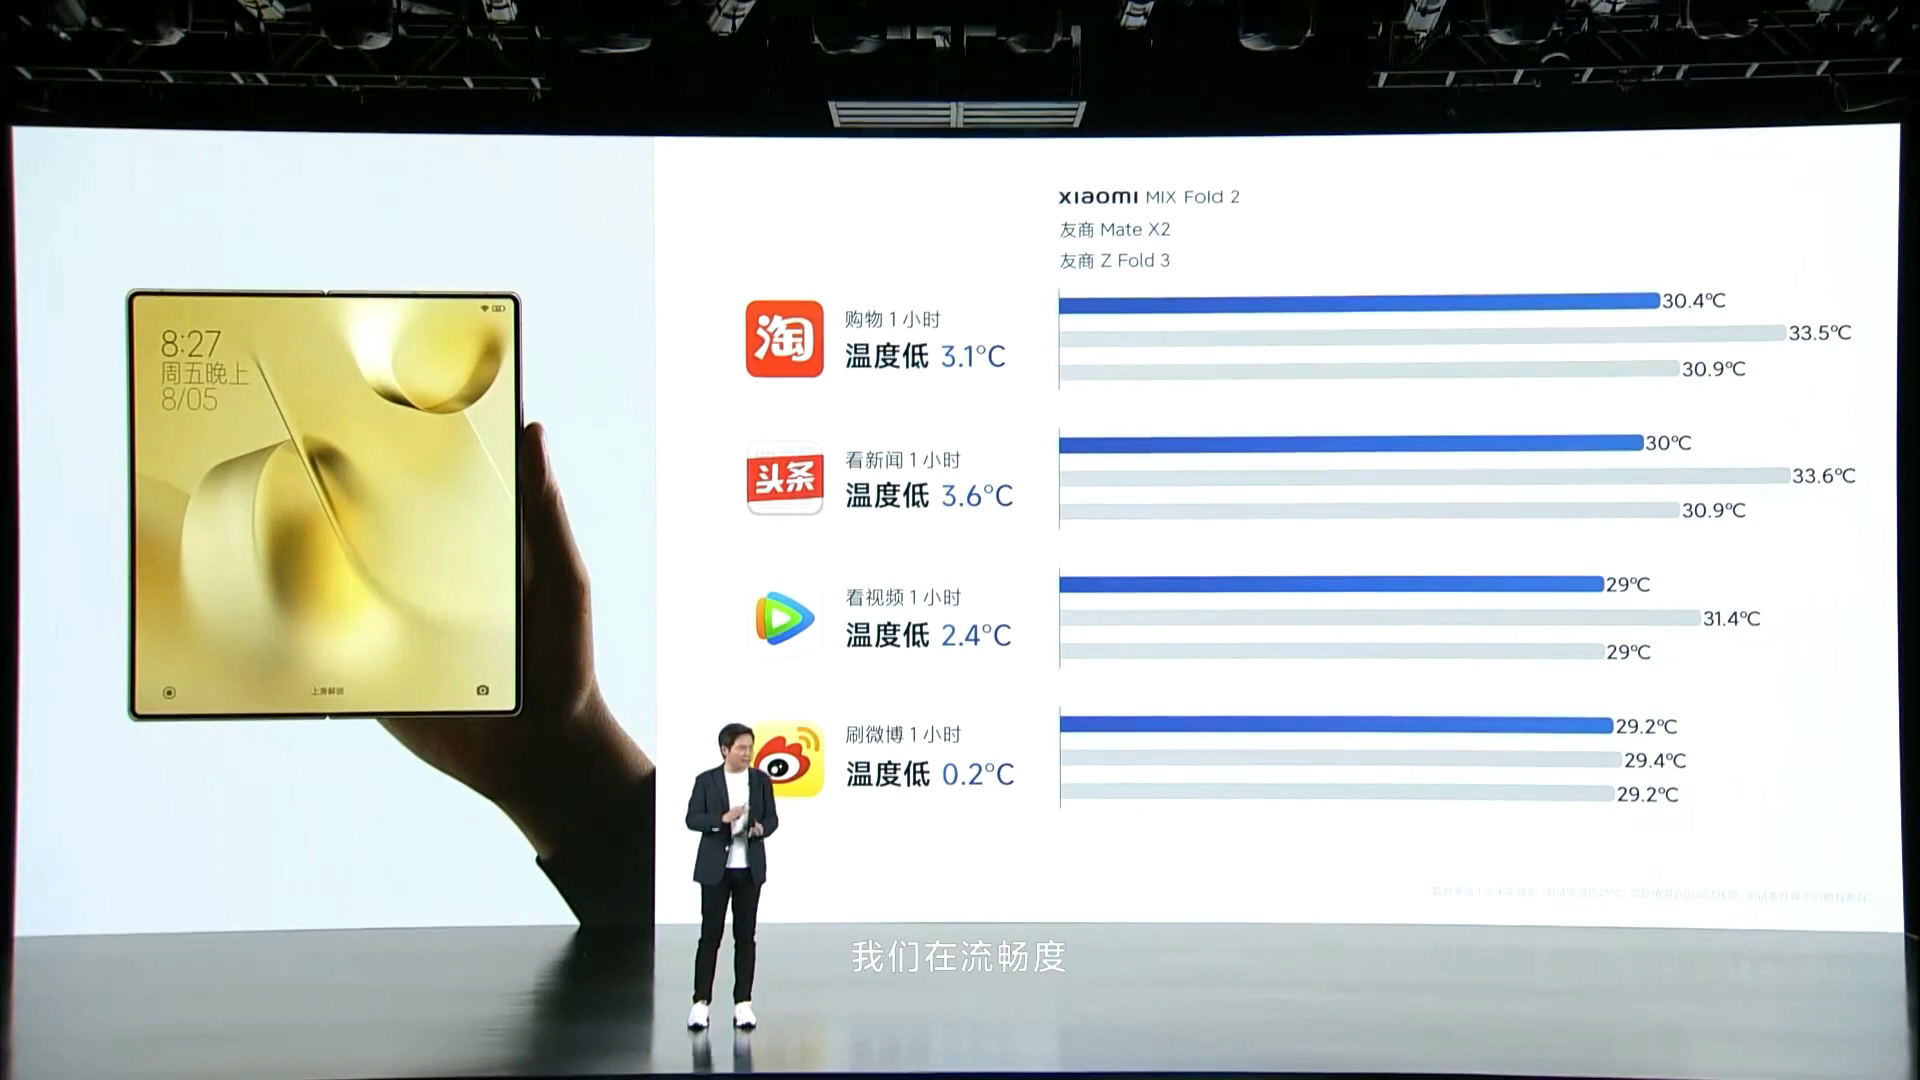 8:27
周五晚上
8/05
上滑解锁
xiaomi MIX Fold 2
友商 Mate X2
友商 Z Fold 3
淘
购物 1 小时
温度低 3.1°C
30.4°C
33.5°C
30.9°C
头条
看新闻 1 小时
温度低 3.6°C
30°C
33.6°C
30.9°C
看视频 1 小时
温度低 2.4°C
29°C
31.4°C
29°C
刷微博 1 小时
温度低 0.2°C
29.2°C
29.4°C
29.2°C
我们在流畅度